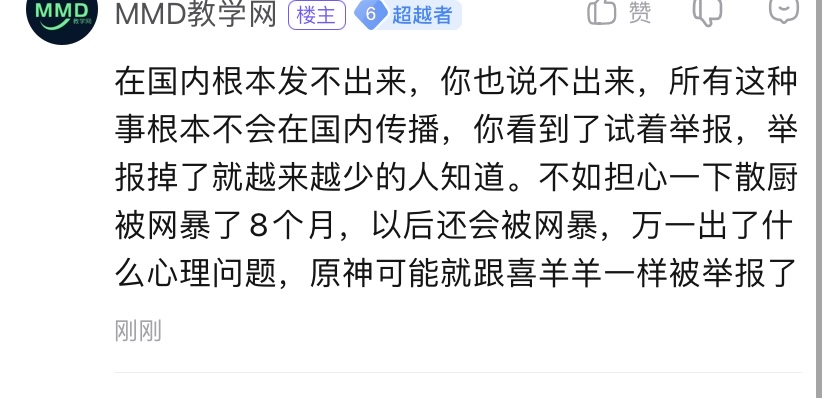 MMD
教学网
MMD教学网 楼主 6 超越者 赞
在国内根本发不出来，你也说不出来，所有这种
事根本不会在国内传播，你看到了试着举报，举
报掉了就越来越少的人知道。不如担心一下散厨
被网暴了8个月，以后还会被网暴，万一出了什
么心理问题，原神可能就跟喜羊羊一样被举报了
刚刚